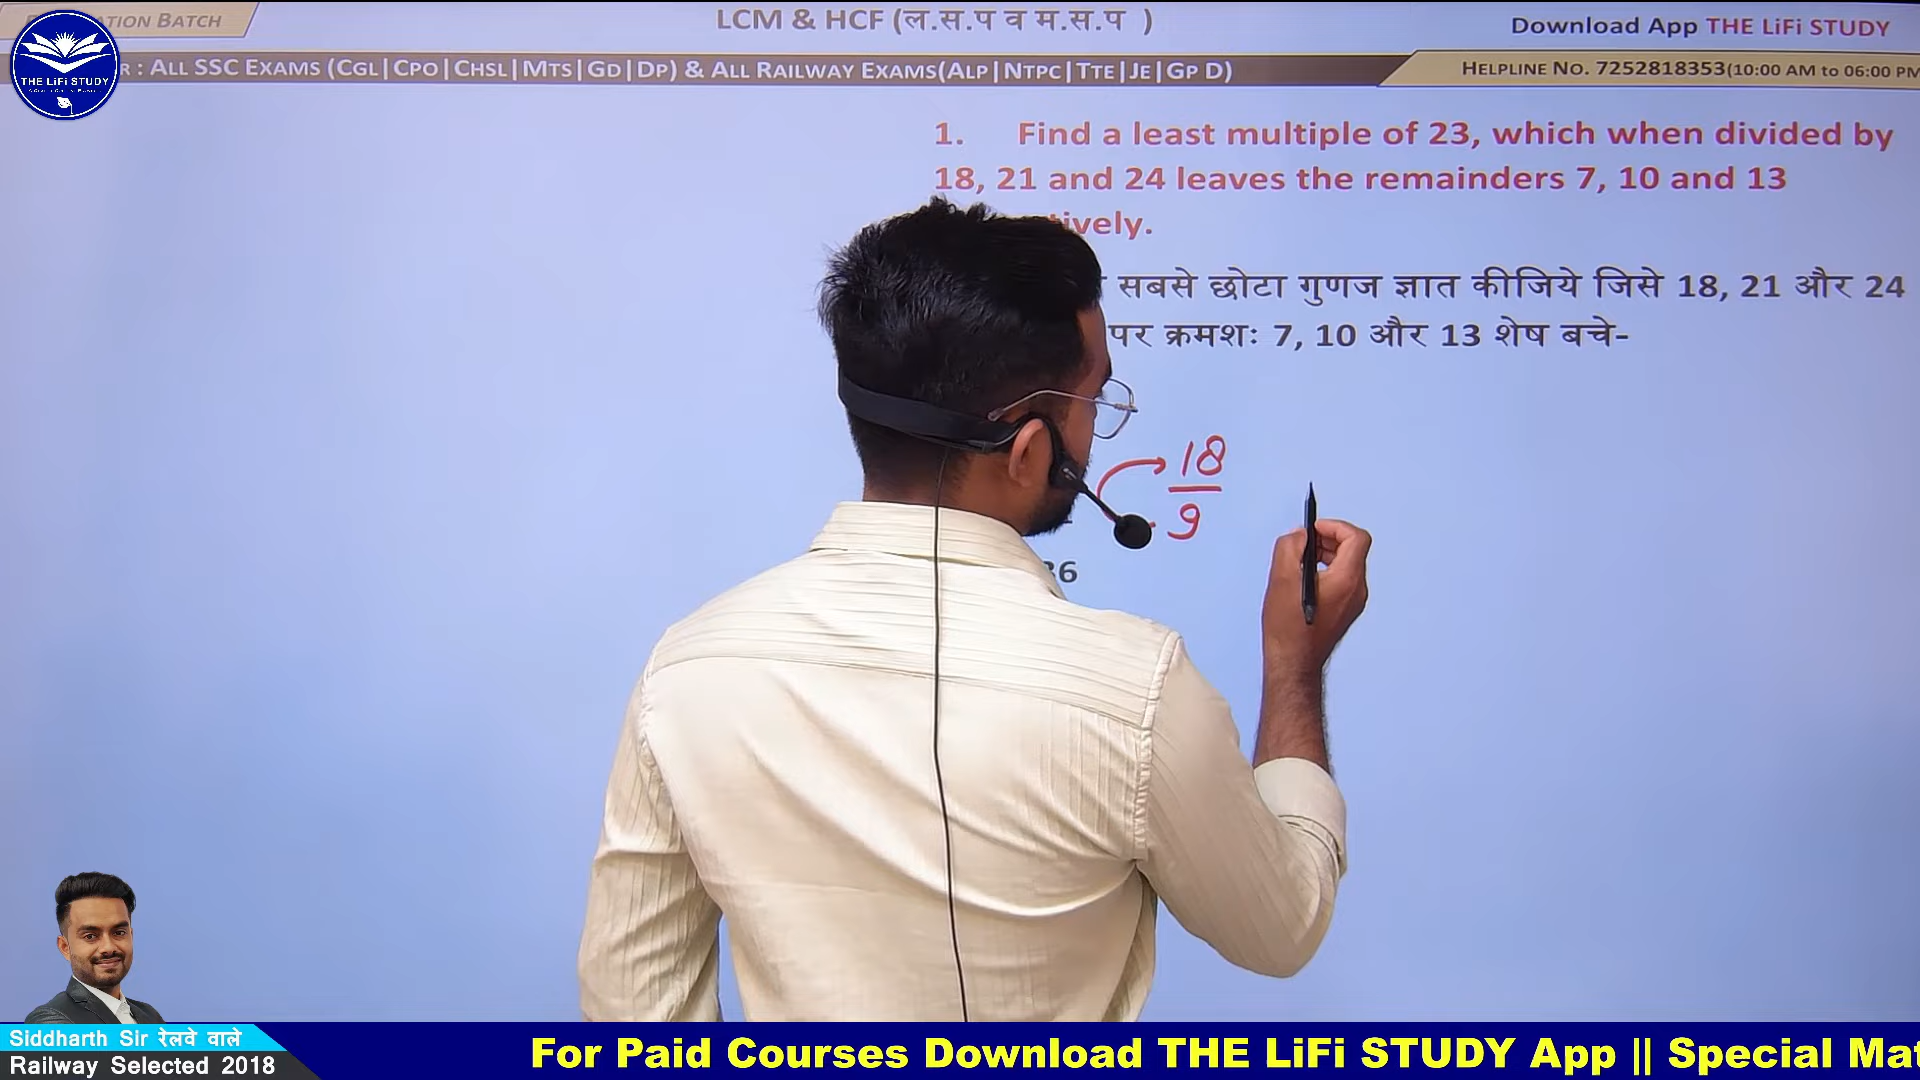 ATION BATCH
LCM & HCF (ल.स.प व म.स.प )
Download App THE LiFi STUDY
THE LiFi STUDY
R : ALL SSC EXAMS (CGL|CPO|CHSL|MTS|GD|DP) & ALL RAILWAY EXAMS(ALP|NTPC|TTE|JE|GP D)
HELPLINE NO. 7252818353(10:00 AM TO 06:00 PM
1. Find a least multiple of 23, which when divided by
18, 21 and 24 leaves the remainders 7, 10 and 13
tively.
सबसे छोटा गुणज ज्ञात कीजिये जिसे 18, 21 और 24
पर क्रमशः 7, 10 और 13 शेष बचे-
18
9
6
Siddharth Sir रेलवे वाले
Railway Selected 2018
For Paid Courses Download THE LiFi STUDY App || Special Mat